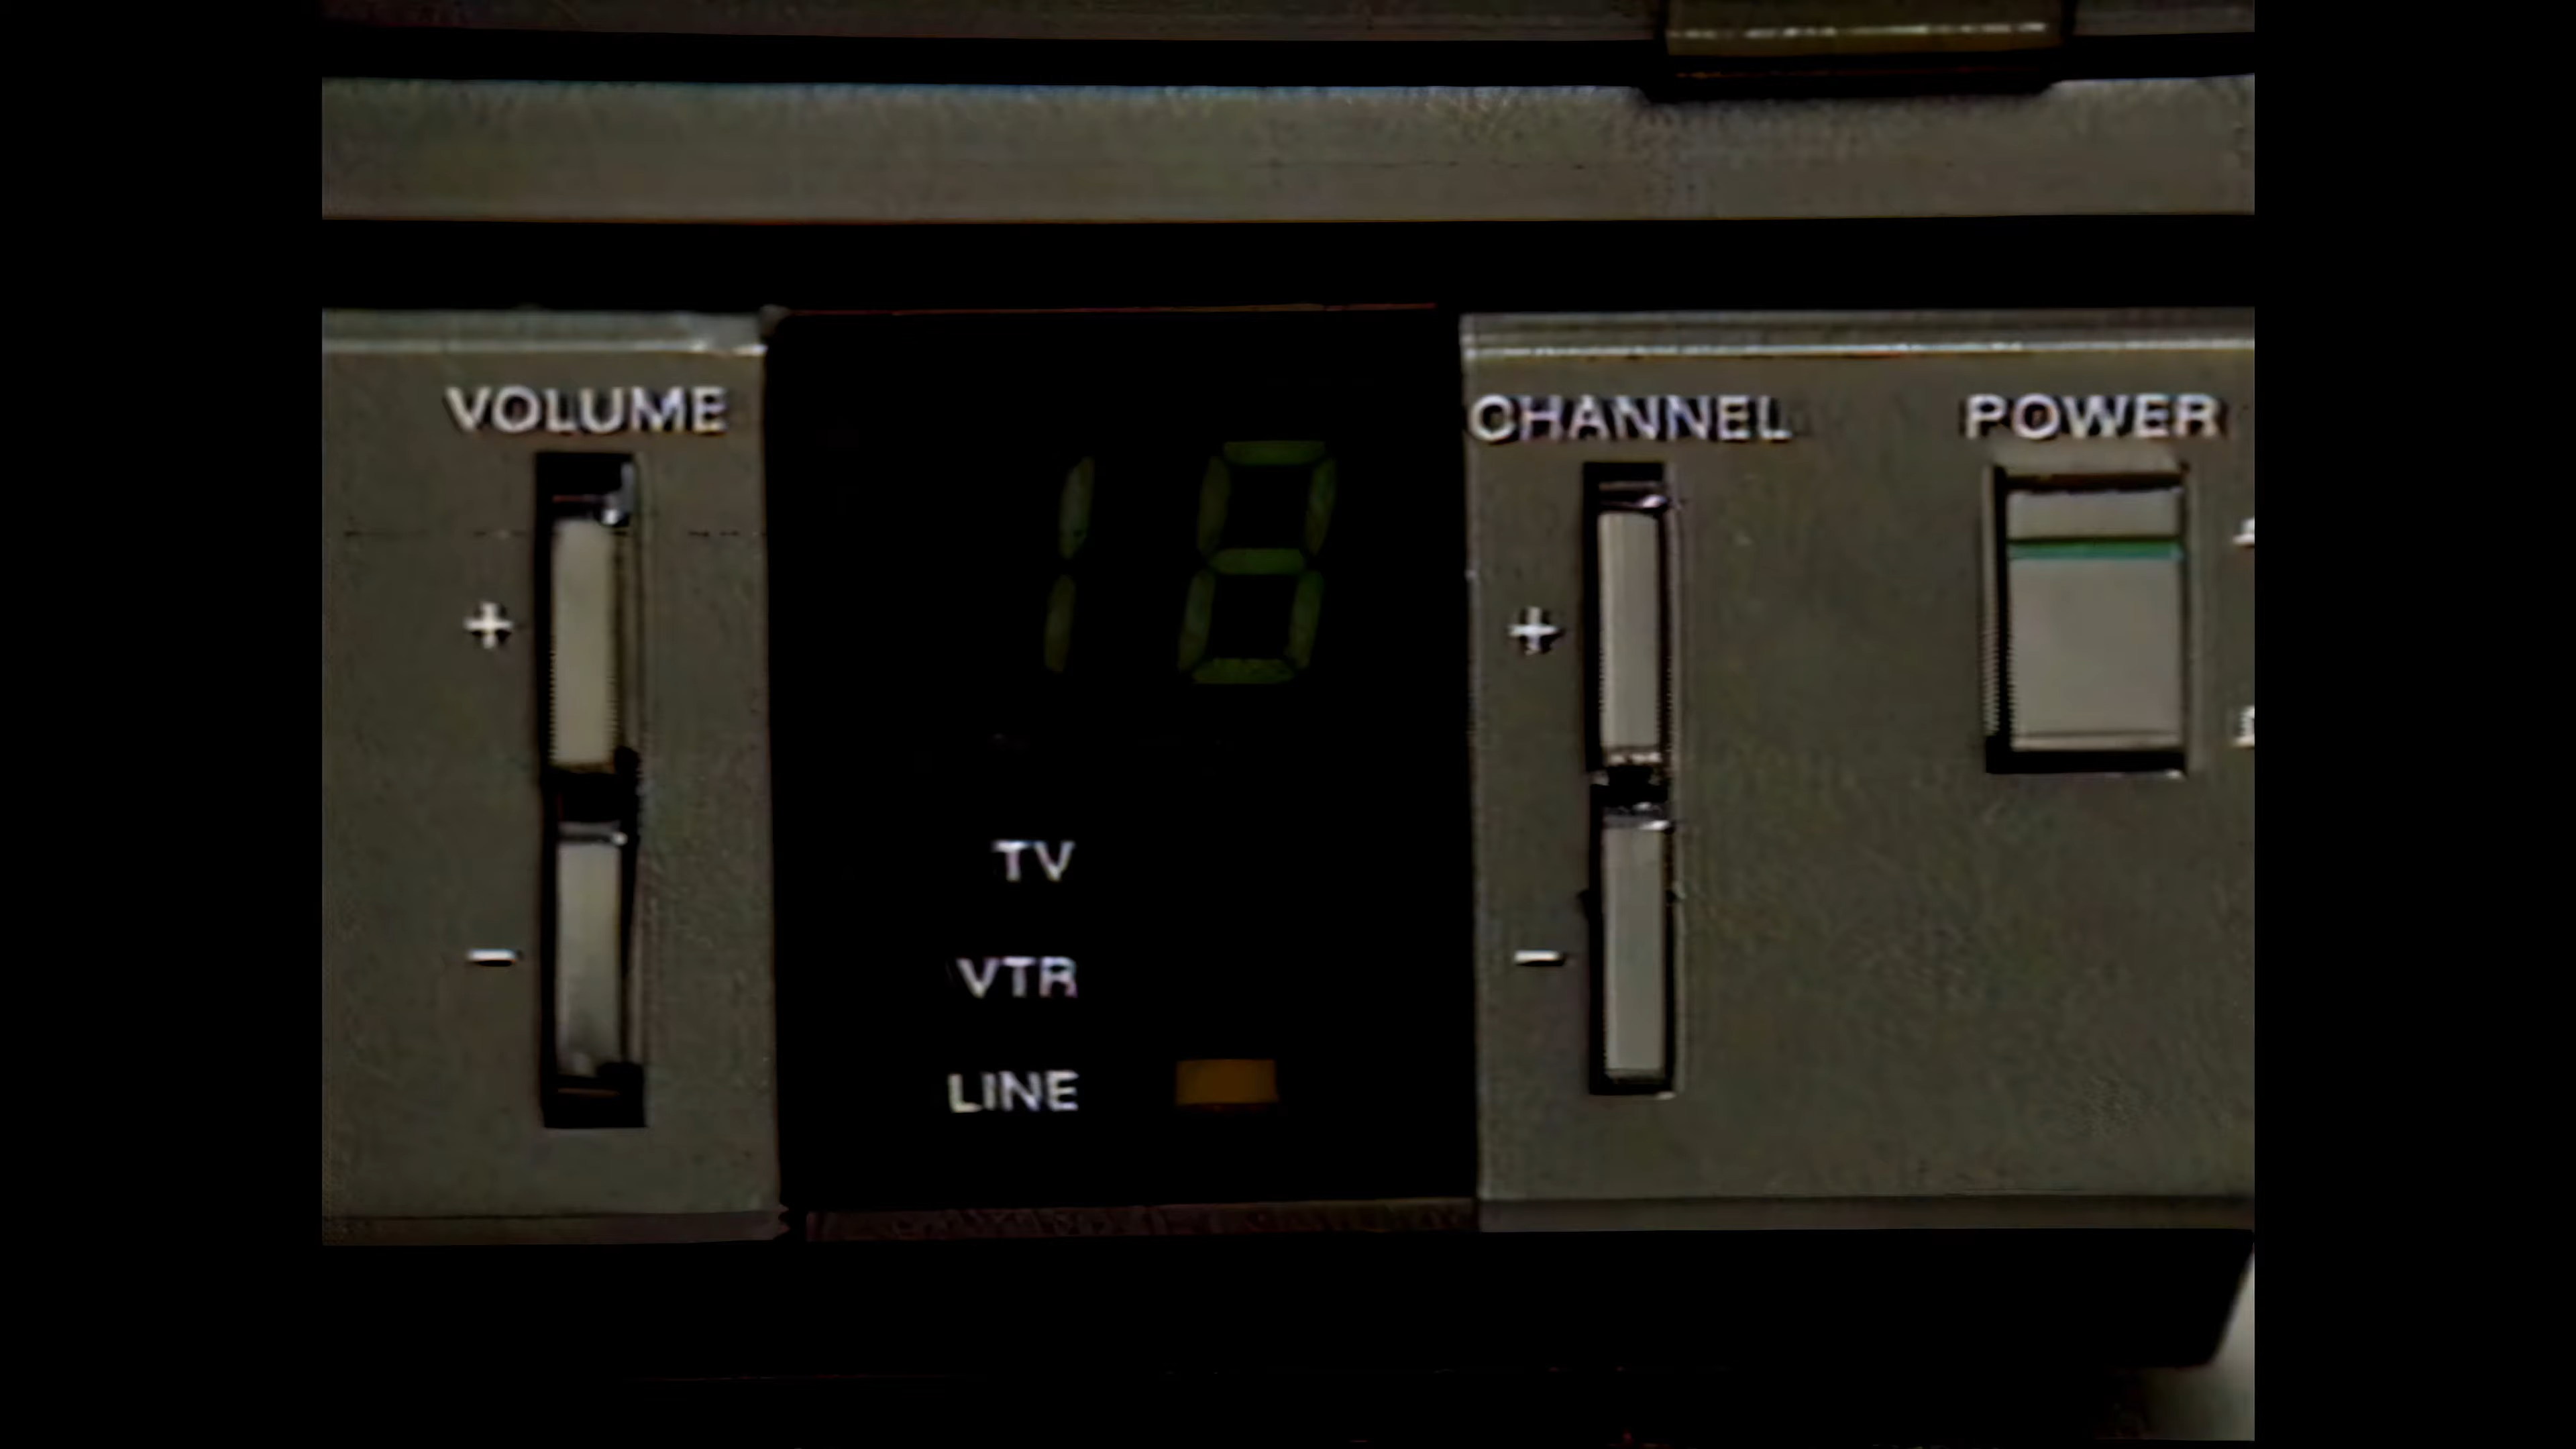 VOLUME
CHANNEL
POWER
18
+
+
TV
-
-
VTR
LINE